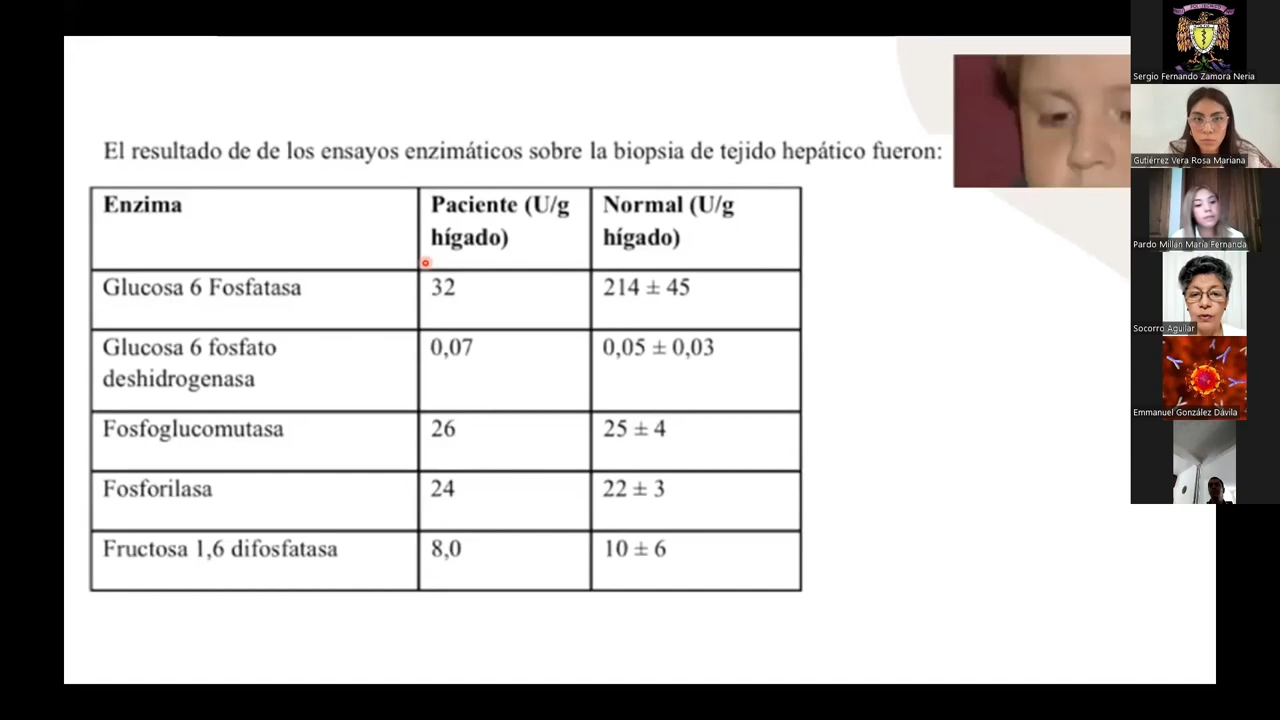 El resultado de de los ensayos enzimáticos sobre la biopsia de tejido hepático fueron:
Enzima
Paciente (U/g
hígado)
Normal (U/g
hígado)
Glucosa 6 Fosfatasa
32
214 ± 45
Glucosa 6 fosfato
deshidrogenasa
0,07
0,05 ± 0,03
Fosfoglucomutasa
26
25 ± 4
Fosforilasa
24
22 ± 3
Fructosa 1,6 difosfatasa
8,0
10 ± 6
Sergio Fernando Zamora Neria
Gutiérrez Vera Rosa Mariana
Pardo Millán María Fernanda
Socorro Aguilar
Emmanuel González Dávila